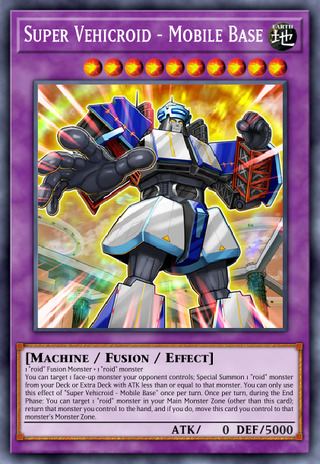 Super Vehicroid - Mobile Base
EARTH
地
[Machine / Fusion / Effect]
1 "roid" Fusion Monster + 1 "roid" monster
You can target 1 face-up monster your opponent controls; Special Summon 1 "roid" monster
from your Deck or Extra Deck with ATK less than or equal to that monster. You can only use
this effect of "Super Vehicroid - Mobile Base" once per turn. Once per turn, during the End
Phase: You can target 1 "roid" monster in your Main Monster Zone (other than this card);
return that monster you control to the hand, and if you do, move this card you control to that
monster's Monster Zone.
ATK/ 0 DEF/5000